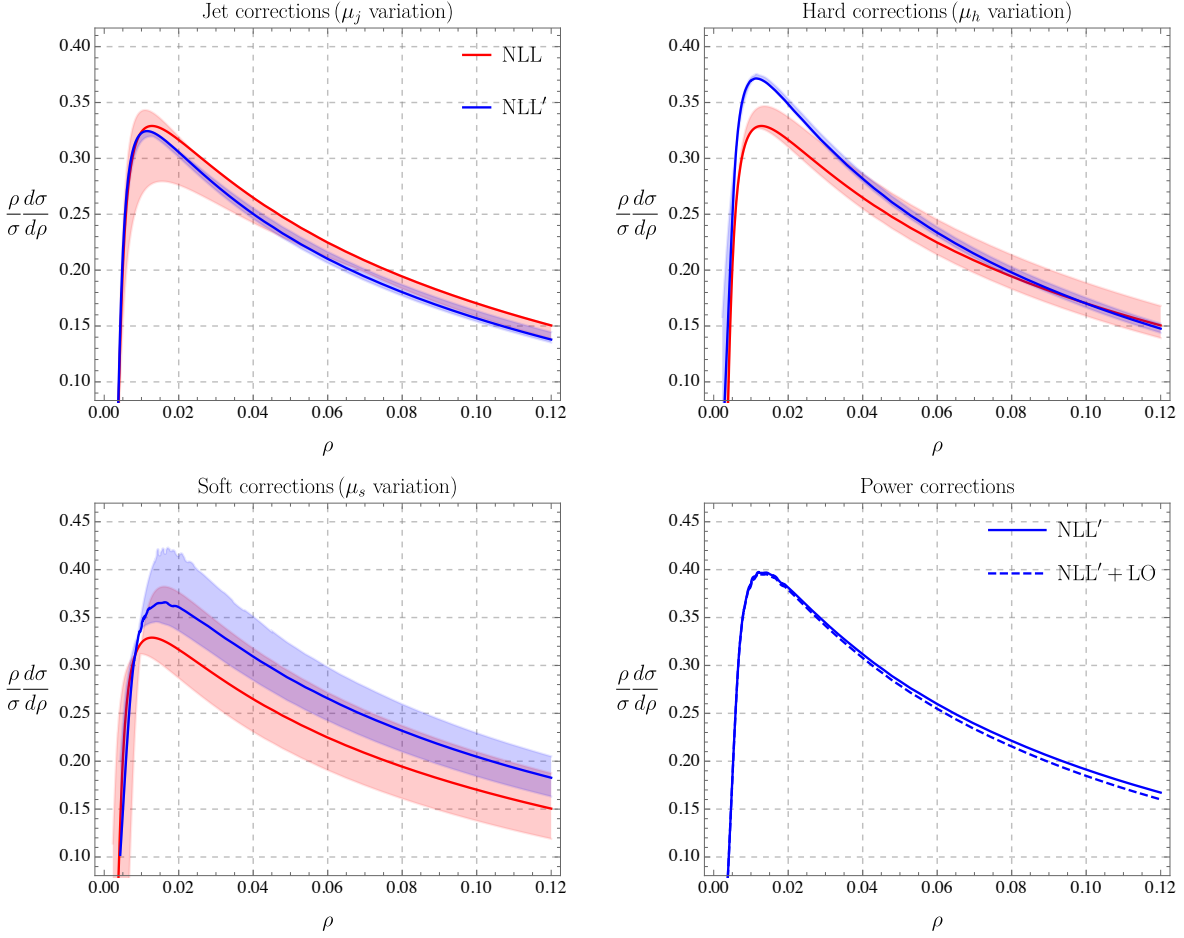 Jet corrections (μ_j variation)
0.40
0.35
0.30
0.25
0.20
0.15
0.10
ρ/σ dσ/dρ
NLL
NLL′
0.00 0.02 0.04 0.06 0.08 0.10 0.12
ρ
Hard corrections (μ_h variation)
0.40
0.35
0.30
0.25
0.20
0.15
0.10
ρ/σ dσ/dρ
0.00 0.02 0.04 0.06 0.08 0.10 0.12
ρ
Soft corrections (μ_s variation)
0.45
0.40
0.35
0.30
0.25
0.20
0.15
0.10
ρ/σ dσ/dρ
0.00 0.02 0.04 0.06 0.08 0.10 0.12
ρ
Power corrections
0.45
0.40
0.35
0.30
0.25
0.20
0.15
0.10
ρ/σ dσ/dρ
NLL′
NLL′ + LO
0.00 0.02 0.04 0.06 0.08 0.10 0.12
ρ